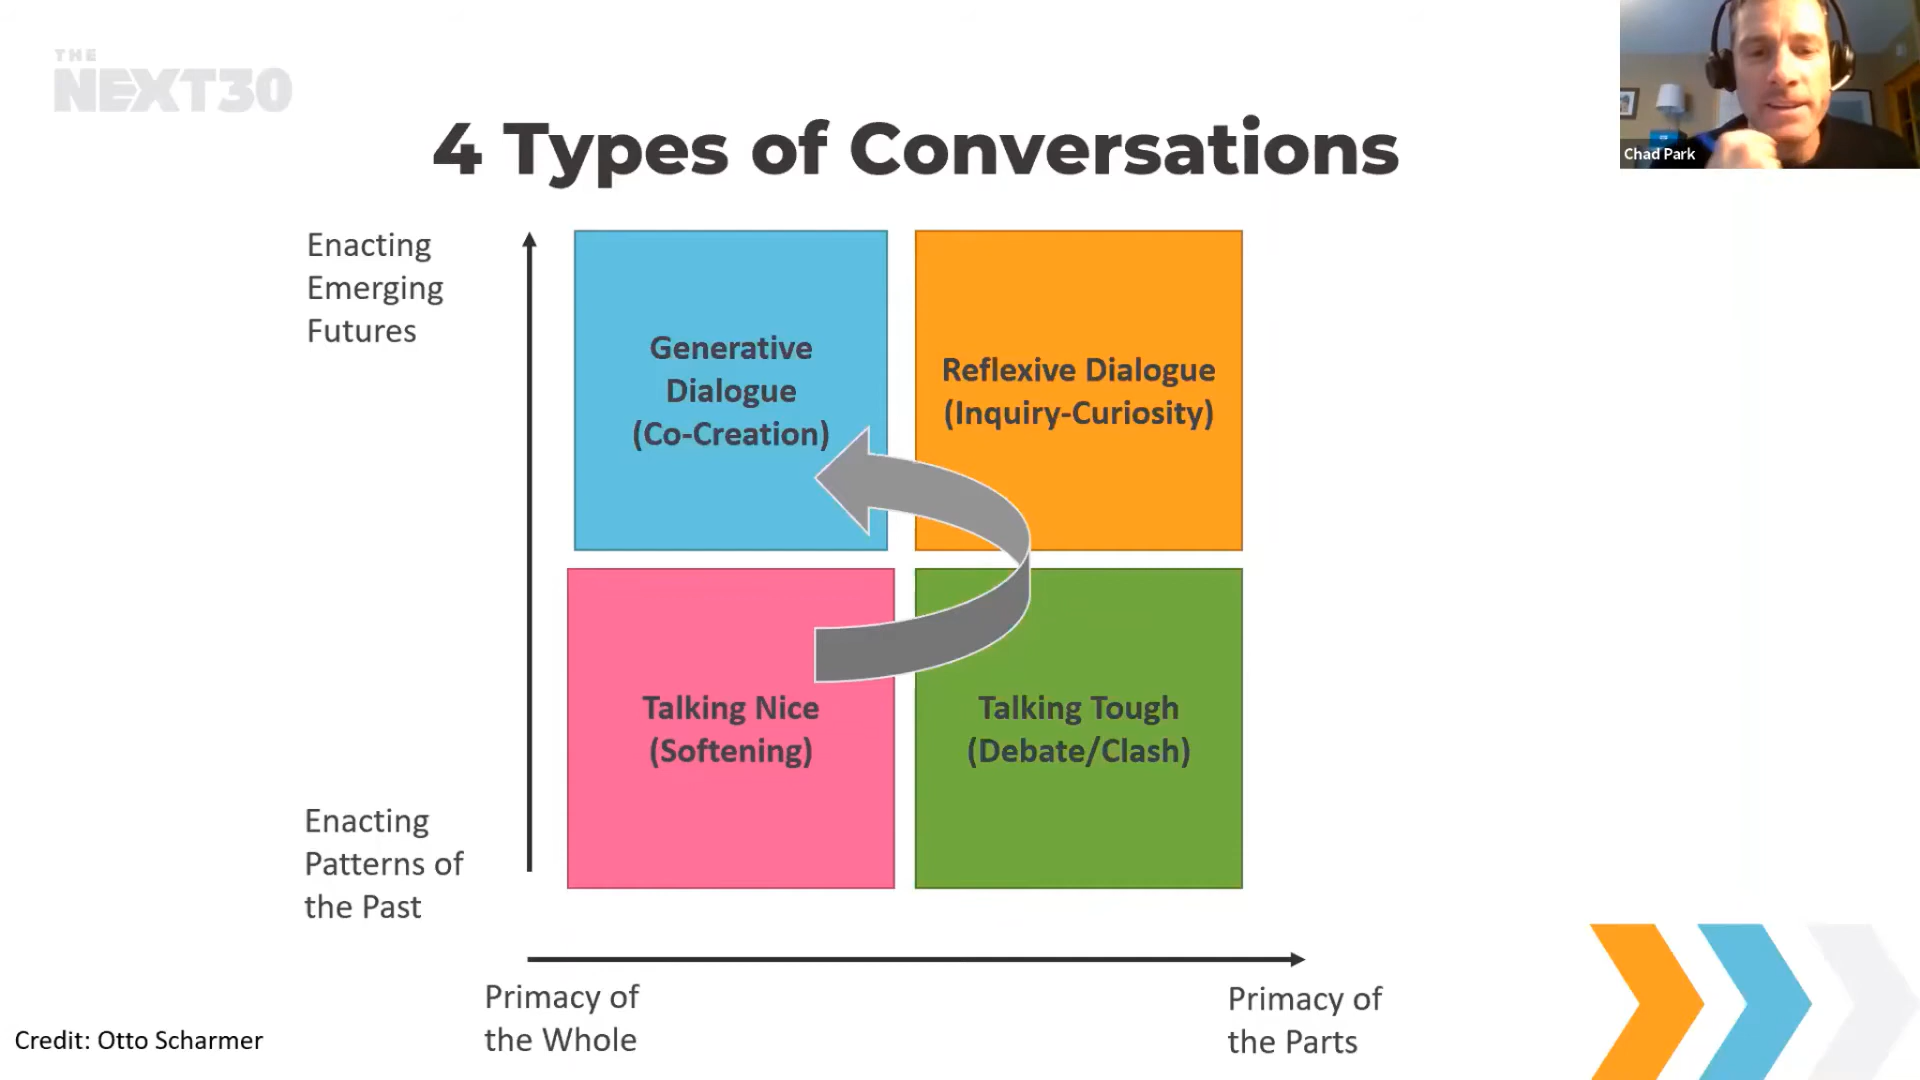 THE
NEXT30
Chad Park
4 Types of Conversations
Enacting
Emerging
Futures
Generative
Dialogue
(Co-Creation)
Reflexive Dialogue
(Inquiry-Curiosity)
Talking Nice
(Softening)
Talking Tough
(Debate/Clash)
Enacting
Patterns of
the Past
Primacy of
the Whole
Primacy of
the Parts
Credit: Otto Scharmer